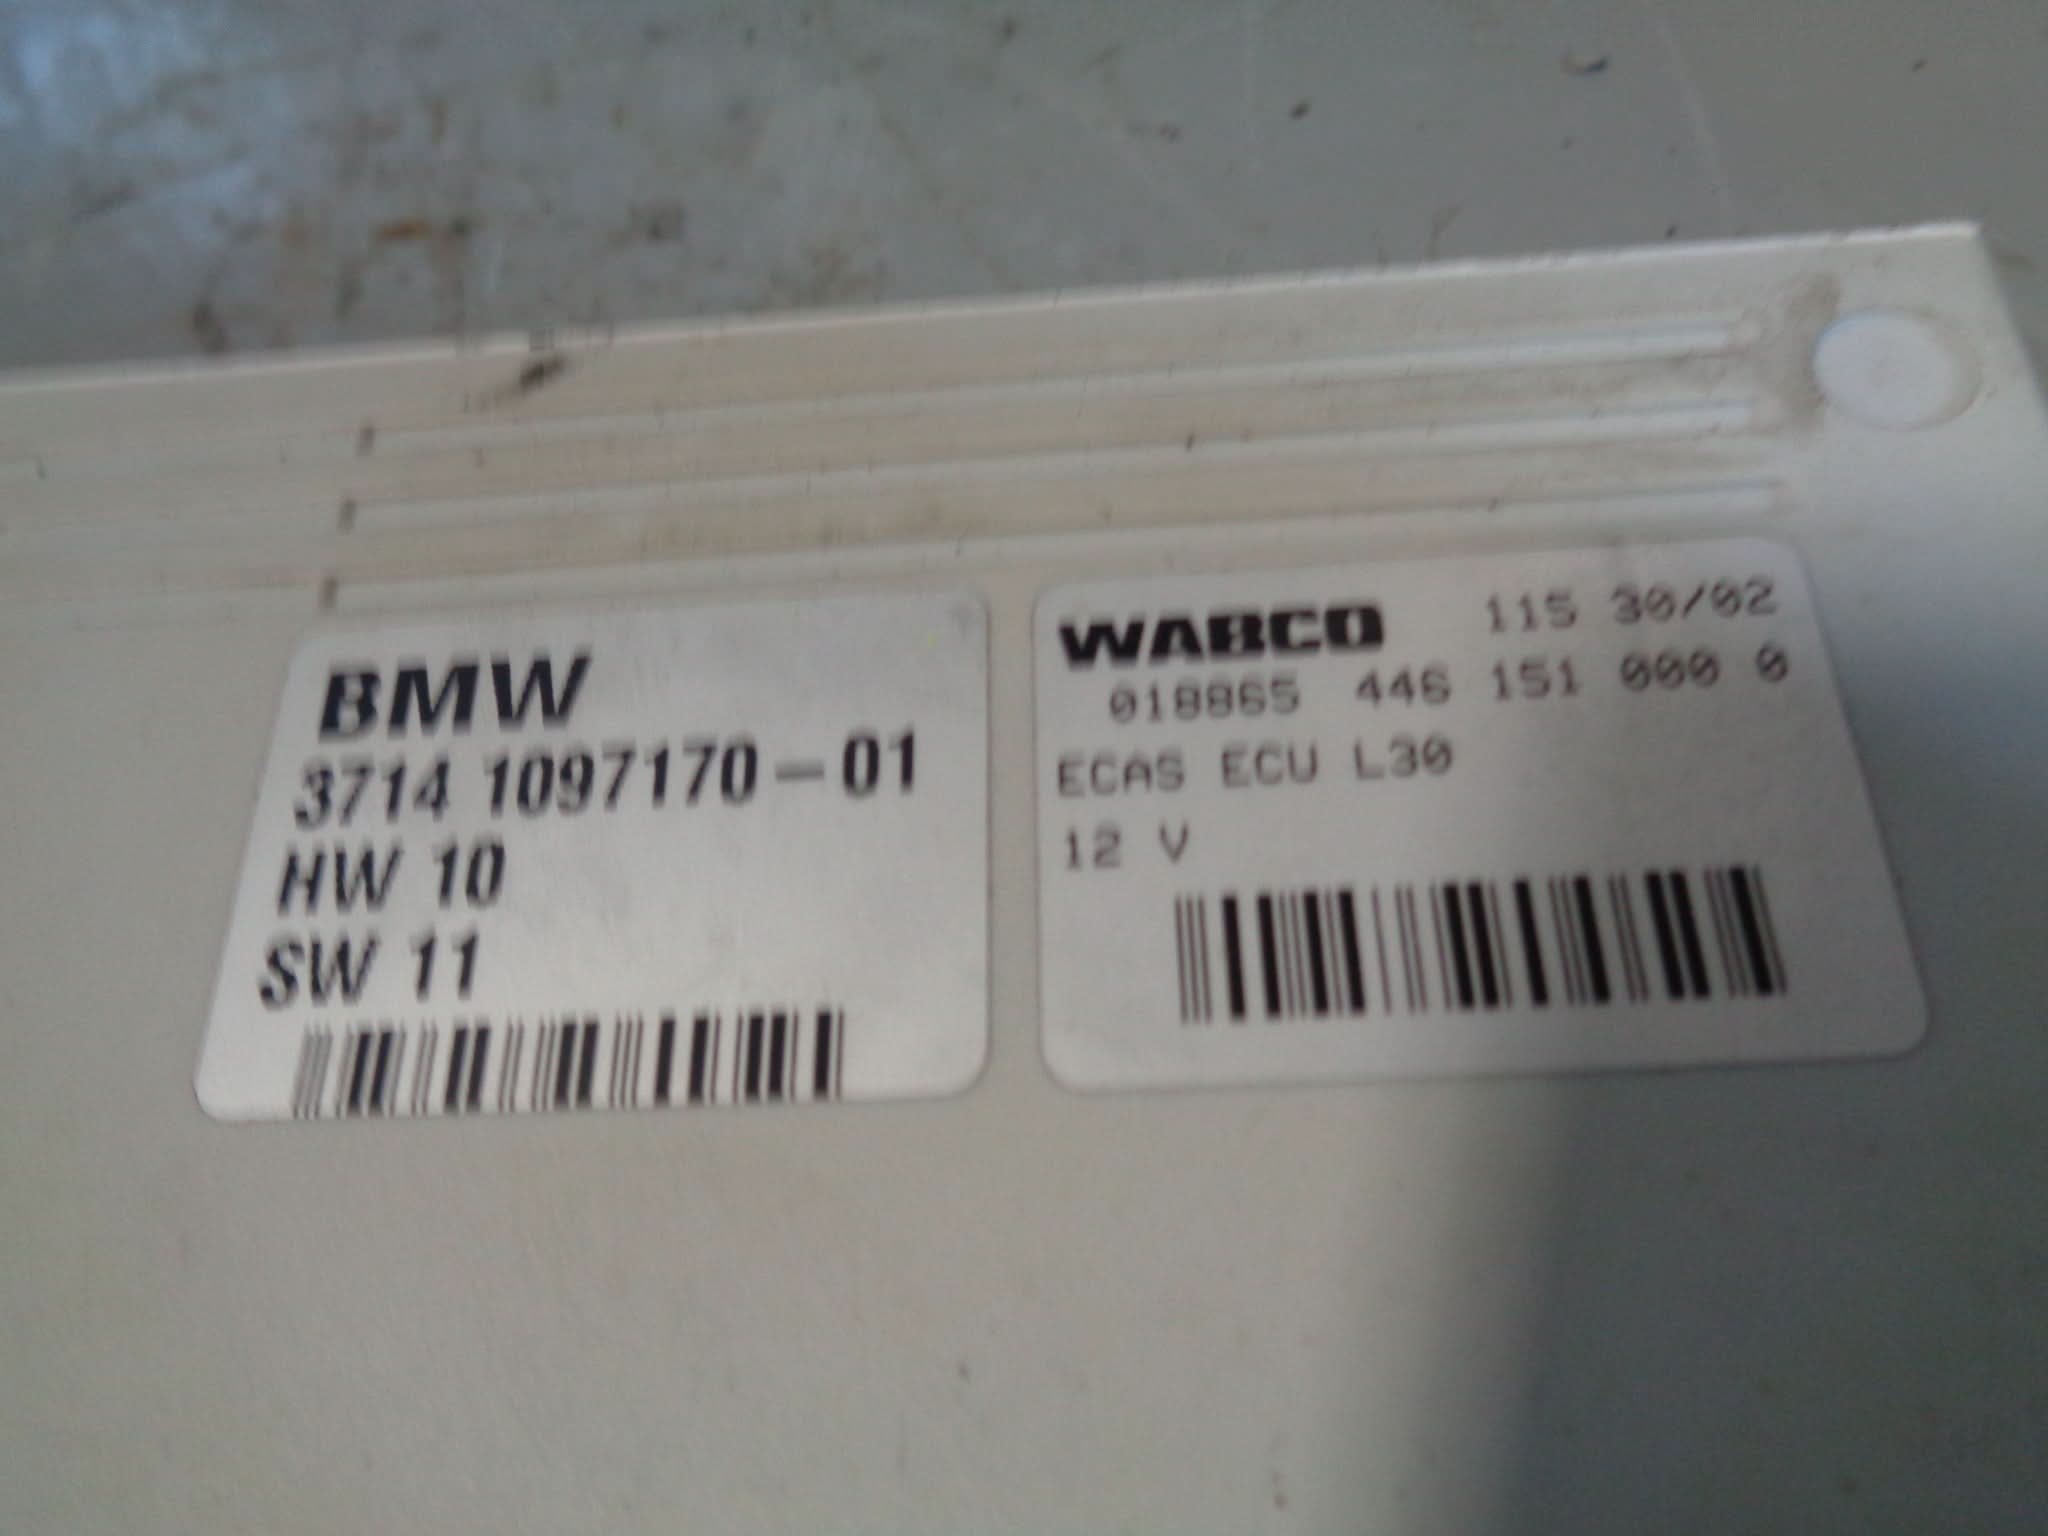 BMW
3714 1097170-01
HW 10
SW 11
WABCO 115 30/02
018865 446 151 000 0
ECAS ECU L30
12 V